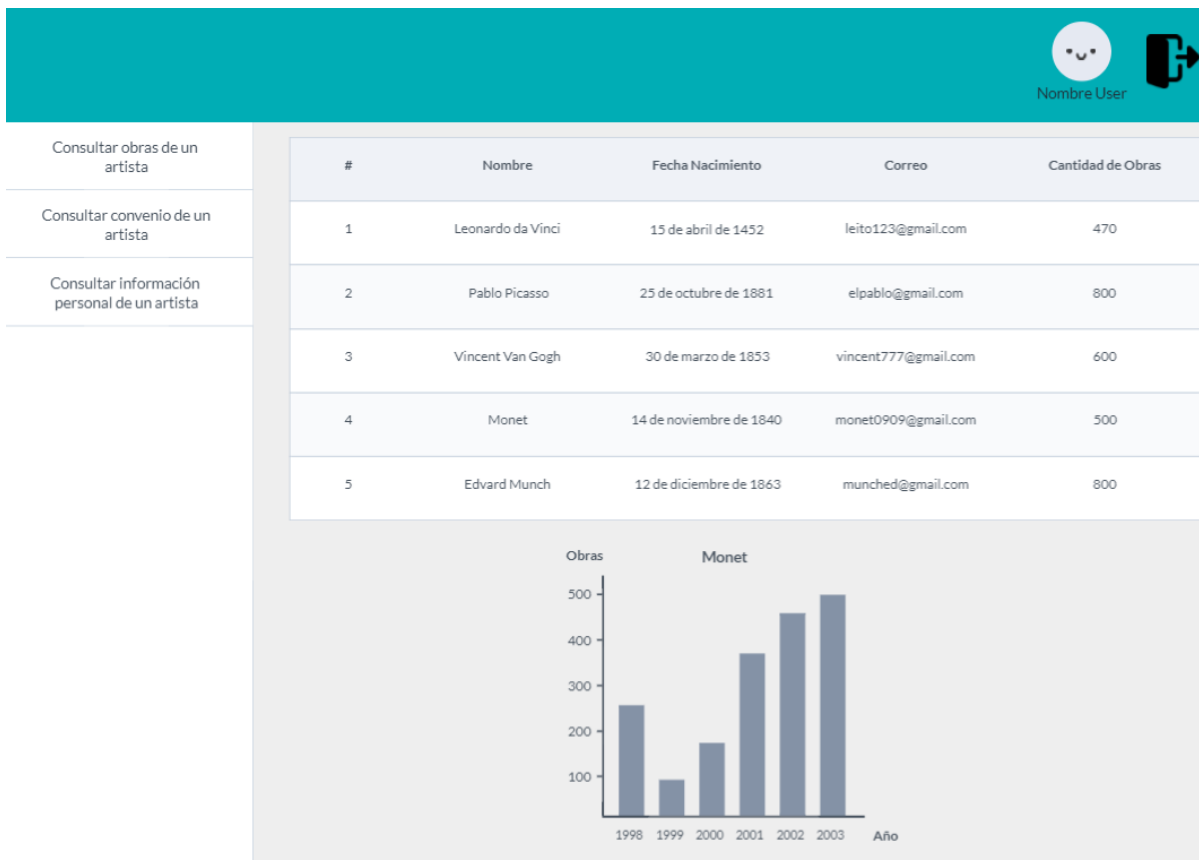 Nombre User
Consultar obras de un
artista
Consultar convenio de un
artista
Consultar información
personal de un artista
# Nombre Fecha Nacimiento Correo Cantidad de Obras
1 Leonardo da Vinci 15 de abril de 1452 leito123@gmail.com 470
2 Pablo Picasso 25 de octubre de 1881 elpablo@gmail.com 800
3 Vincent Van Gogh 30 de marzo de 1853 vincent777@gmail.com 600
4 Monet 14 de noviembre de 1840 monet0909@gmail.com 500
5 Edvard Munch 12 de diciembre de 1863 munched@gmail.com 800
Obras Monet
500
400
300
200
100
1998 1999 2000 2001 2002 2003 Año